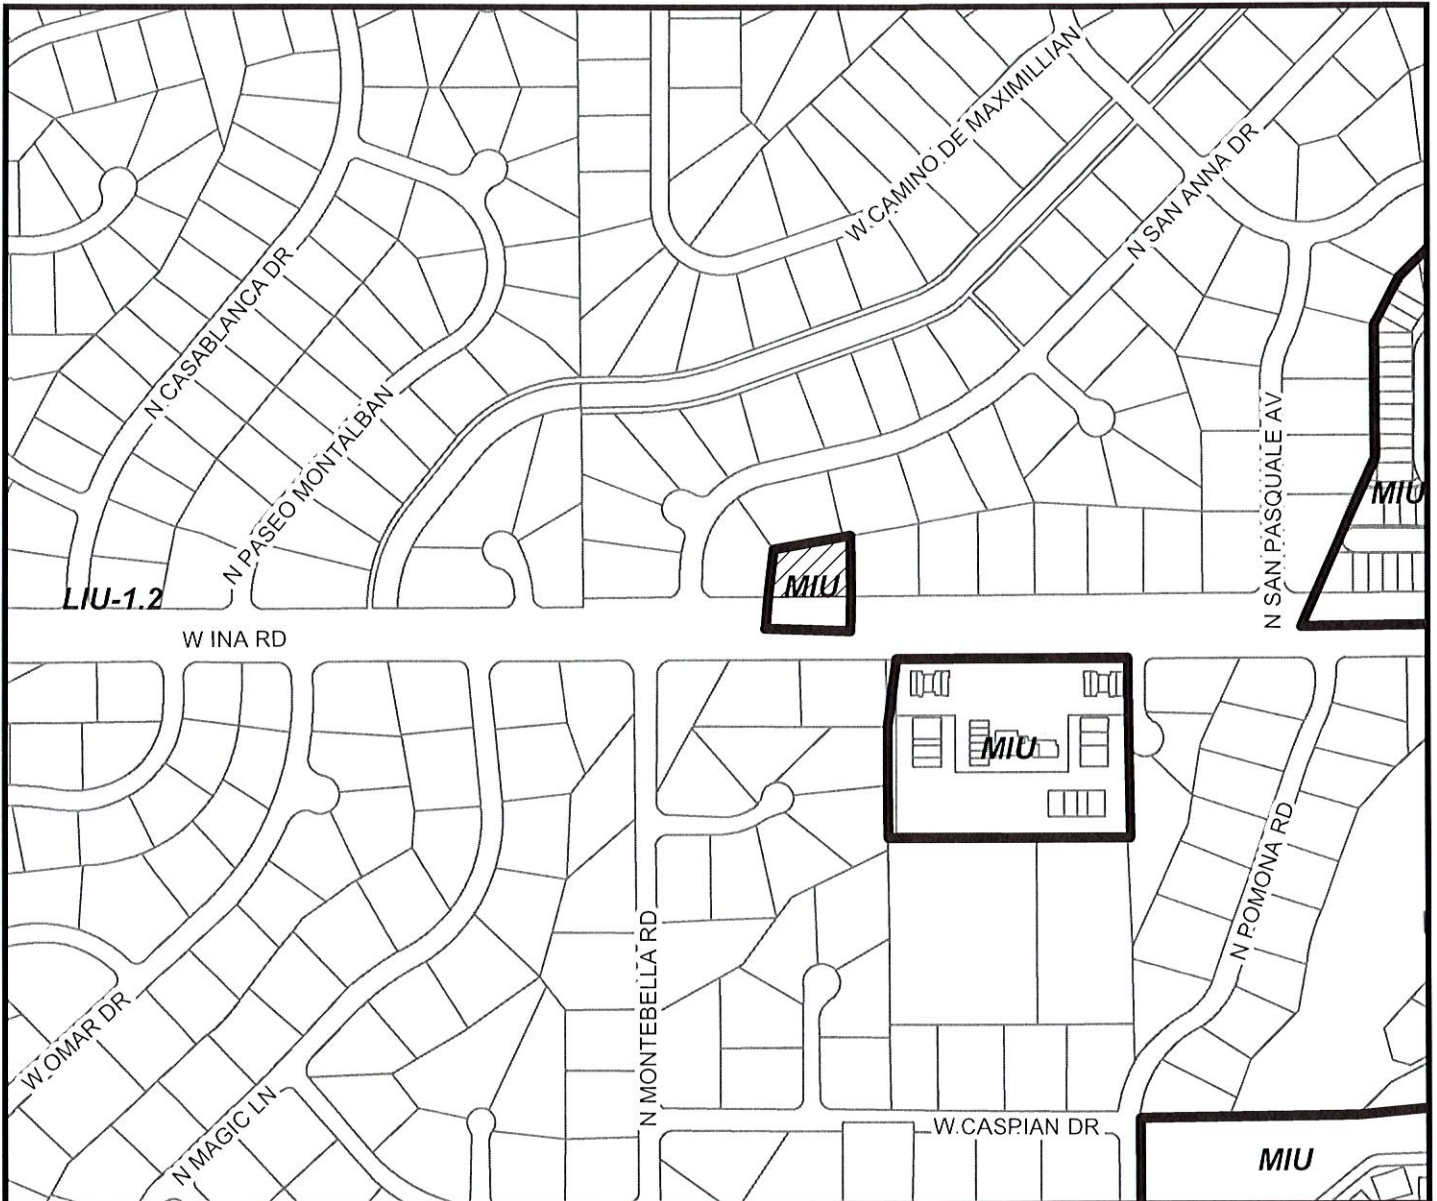 W CAMINO DE MAXIMILLIAN
N SAN ANNA DR
N CASABLANCA DR
N PASEO MONTALBAN
N SAN PASQUALE AV
MIU
MIU
LIU-1.2
W INA RD
MIU
N POMONA RD
N MONTEBELLA RD
W OMAR DR
N MAGIC LN
W CASPIAN DR
MIU